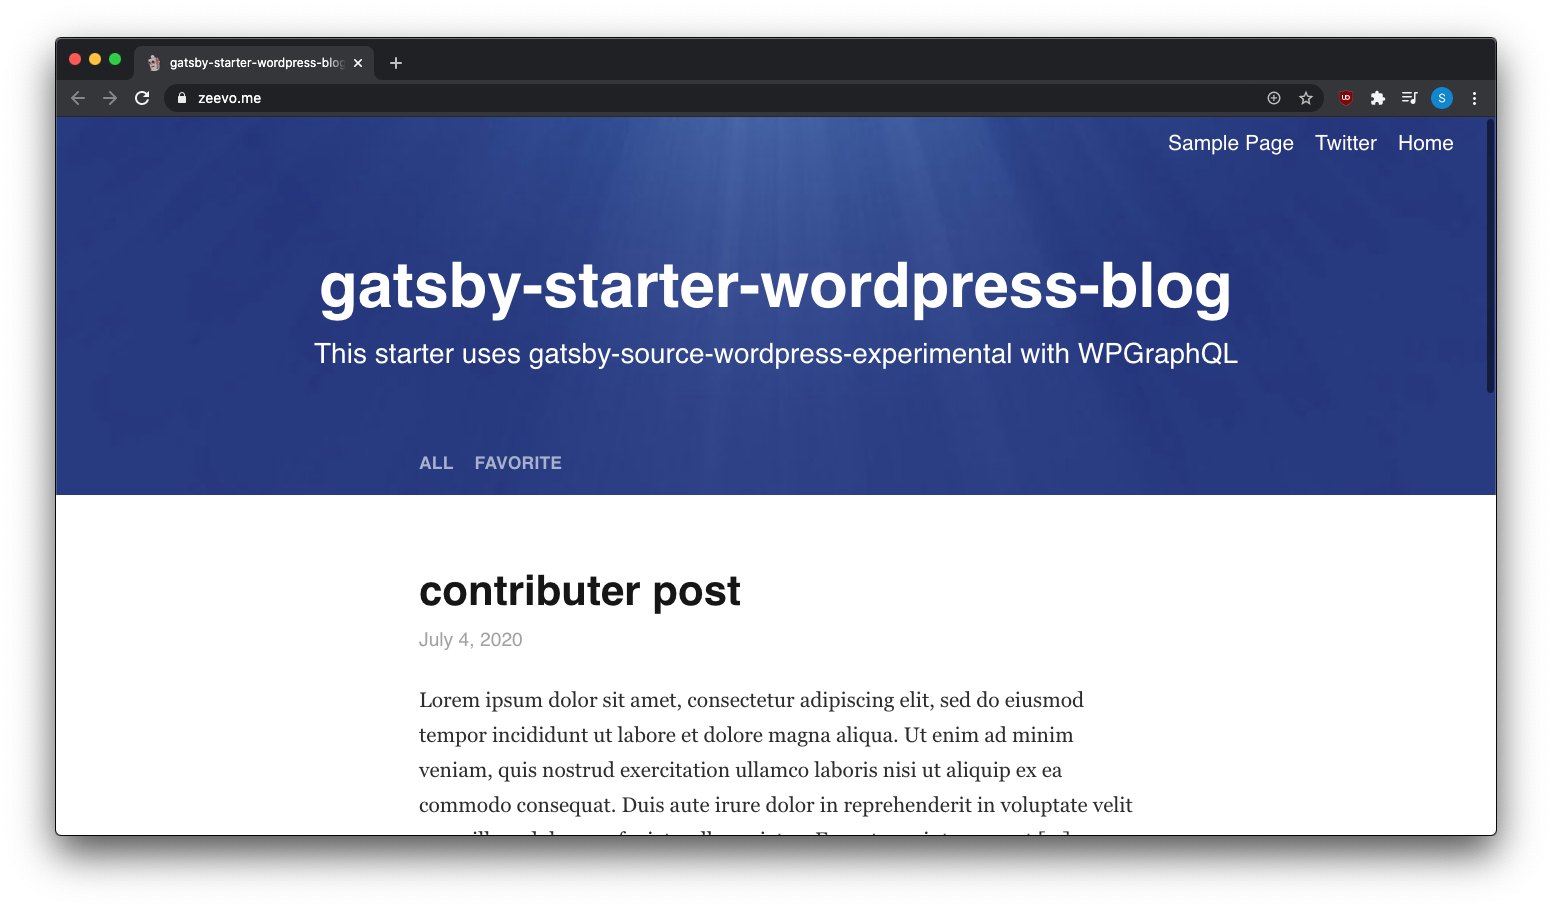 gatsby-starter-wordpress-blog
zeevo.me
S
Sample Page Twitter Home
gatsby-starter-wordpress-blog
This starter uses gatsby-source-wordpress-experimental with WPGraphQL
ALL FAVORITE
contributer post
July 4, 2020
Lorem ipsum dolor sit amet, consectetur adipiscing elit, sed do eiusmod
tempor incididunt ut labore et dolore magna aliqua. Ut enim ad minim
veniam, quis nostrud exercitation ullamco laboris nisi ut aliquip ex ea
commodo consequat. Duis aute irure dolor in reprehenderit in voluptate velit